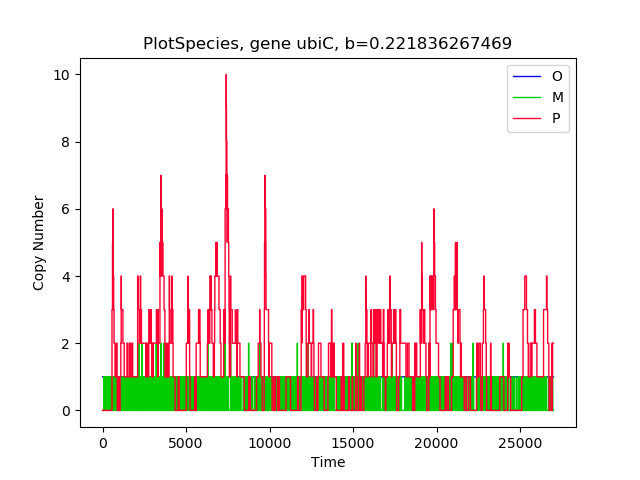 PlotSpecies, gene ubiC, b=0.221836267469
O
M
P
10
8
6
4
2
0
Copy Number
0 5000 10000 15000 20000 25000
Time